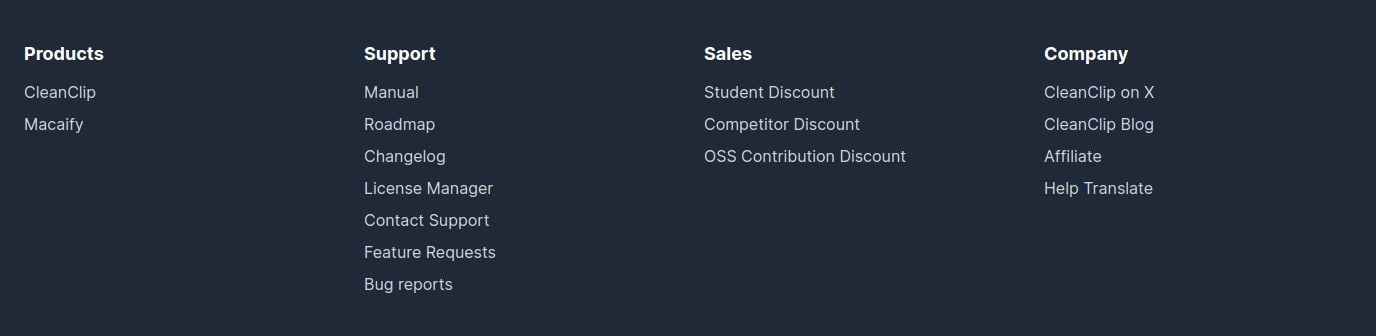 Products
CleanClip
Macaify
Support
Manual
Roadmap
Changelog
License Manager
Contact Support
Feature Requests
Bug reports
Sales
Student Discount
Competitor Discount
OSS Contribution Discount
Company
CleanClip on X
CleanClip Blog
Affiliate
Help Translate